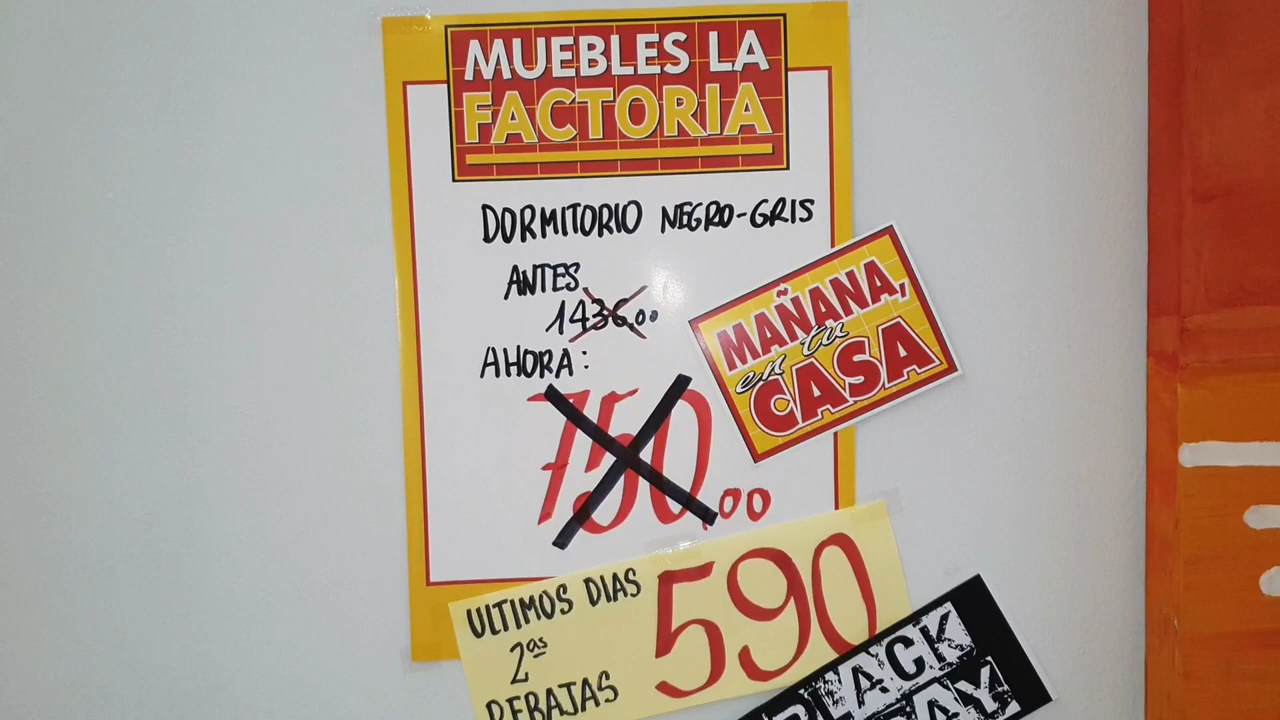 MUEBLES LA
FACTORIA
DORMITORIO NEGRO-GRIS
ANTES
1436,00
AHORA:
750,00
MAÑANA,
en tu
CASA
ULTIMOS DIAS
2as
REBAJAS
590
BLACK